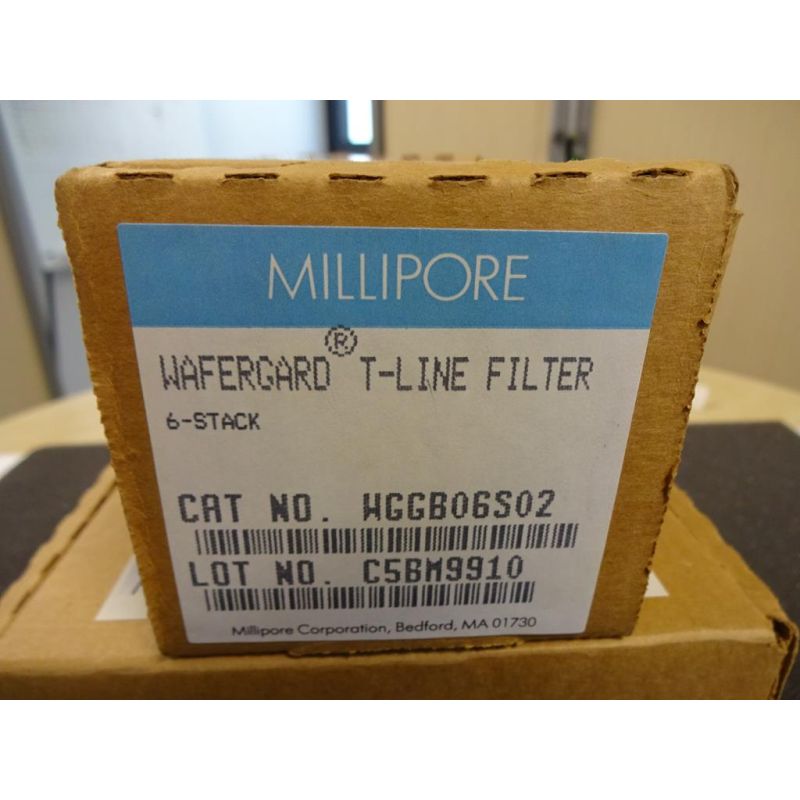 MILLIPORE
WAFERGARD® T-LINE FILTER
6-STACK
CAT NO. WGGB06S02
LOT NO. C5BM9910
Millipore Corporation, Bedford, MA 01730